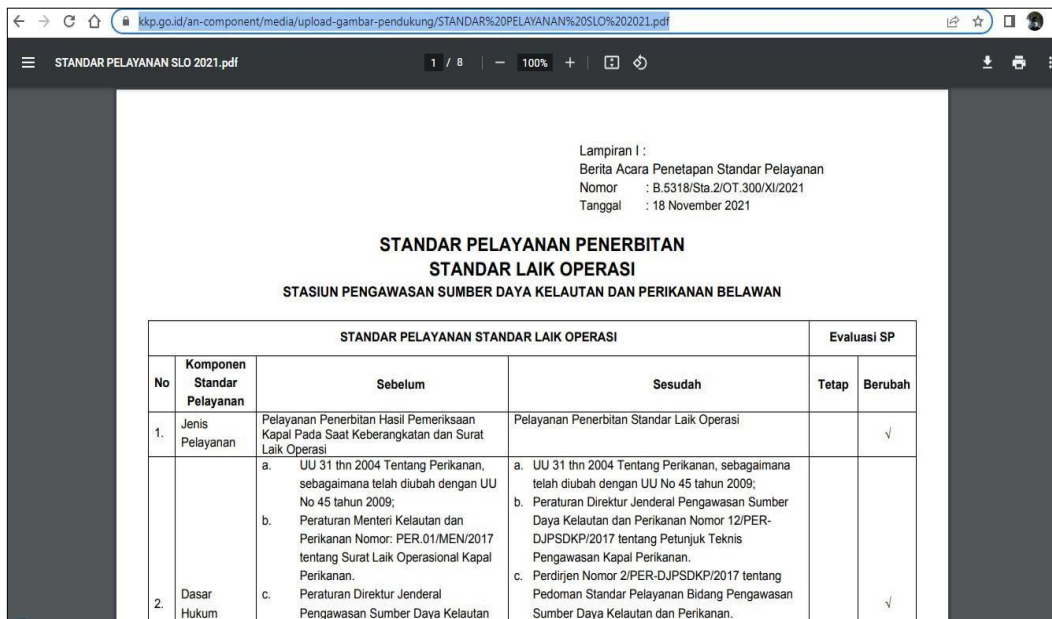 kkp.go.id/an-component/media/upload-gambar-pendukung/STANDAR%20PELAYANAN%20SLO%202021.pdf
STANDAR PELAYANAN SLO 2021.pdf
1 / 8
100%
Lampiran I :
Berita Acara Penetapan Standar Pelayanan
Nomor : B.5318/Sta.2/OT.300/XI/2021
Tanggal : 18 November 2021
STANDAR PELAYANAN PENERBITAN
STANDAR LAIK OPERASI
STASIUN PENGAWASAN SUMBER DAYA KELAUTAN DAN PERIKANAN BELAWAN
STANDAR PELAYANAN STANDAR LAIK OPERASI
Evaluasi SP
No
Komponen
Standar
Pelayanan
Sebelum
Sesudah
Tetap
Berubah
1.
Jenis
Pelayanan
Pelayanan Penerbitan Hasil Pemeriksaan
Kapal Pada Saat Keberangkatan dan Surat
Laik Operasi
Pelayanan Penerbitan Standar Laik Operasi
√
2.
Dasar
Hukum
a. UU 31 thn 2004 Tentang Perikanan,
sebagaimana telah diubah dengan UU
No 45 tahun 2009;
b. Peraturan Menteri Kelautan dan
Perikanan Nomor: PER.01/MEN/2017
tentang Surat Laik Operasional Kapal
Perikanan.
c. Peraturan Direktur Jenderal
Pengawasan Sumber Daya Kelautan
a. UU 31 thn 2004 Tentang Perikanan, sebagaimana
telah diubah dengan UU No 45 tahun 2009;
b. Peraturan Direktur Jenderal Pengawasan Sumber
Daya Kelautan dan Perikanan Nomor 12/PER-
DJPSDKP/2017 tentang Petunjuk Teknis
Pengawasan Kapal Perikanan.
c. Perdirjen Nomor 2/PER-DJPSDKP/2017 tentang
Pedoman Standar Pelayanan Bidang Pengawasan
Sumber Daya Kelautan dan Perikanan.
√